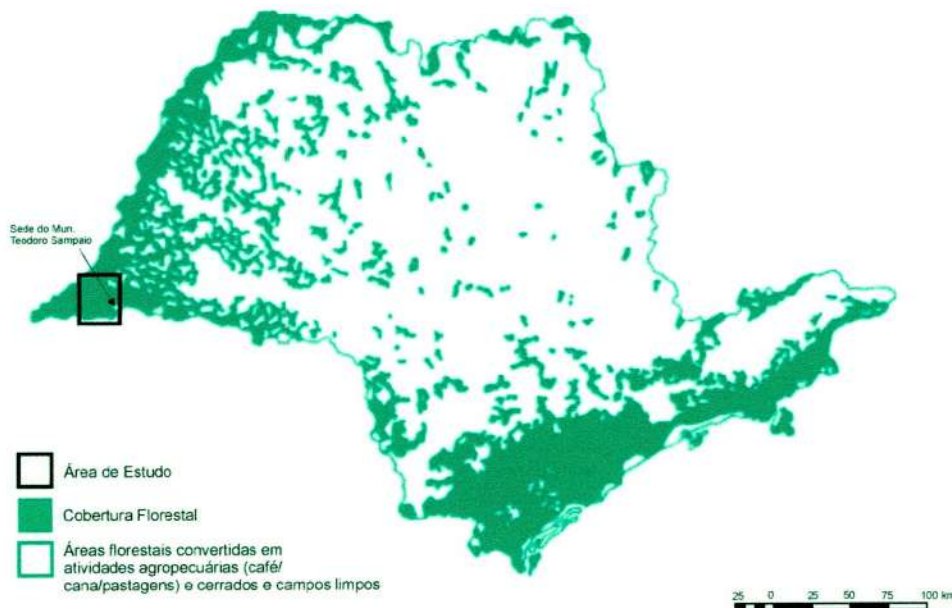 Sede do Mun.
Teodoro Sampaio
Área de Estudo
Cobertura Florestal
Áreas florestais convertidas em
atividades agropecuárias (café/
cana/pastagens) e cerrados e campos limpos
25 0 25 50 75 100 km